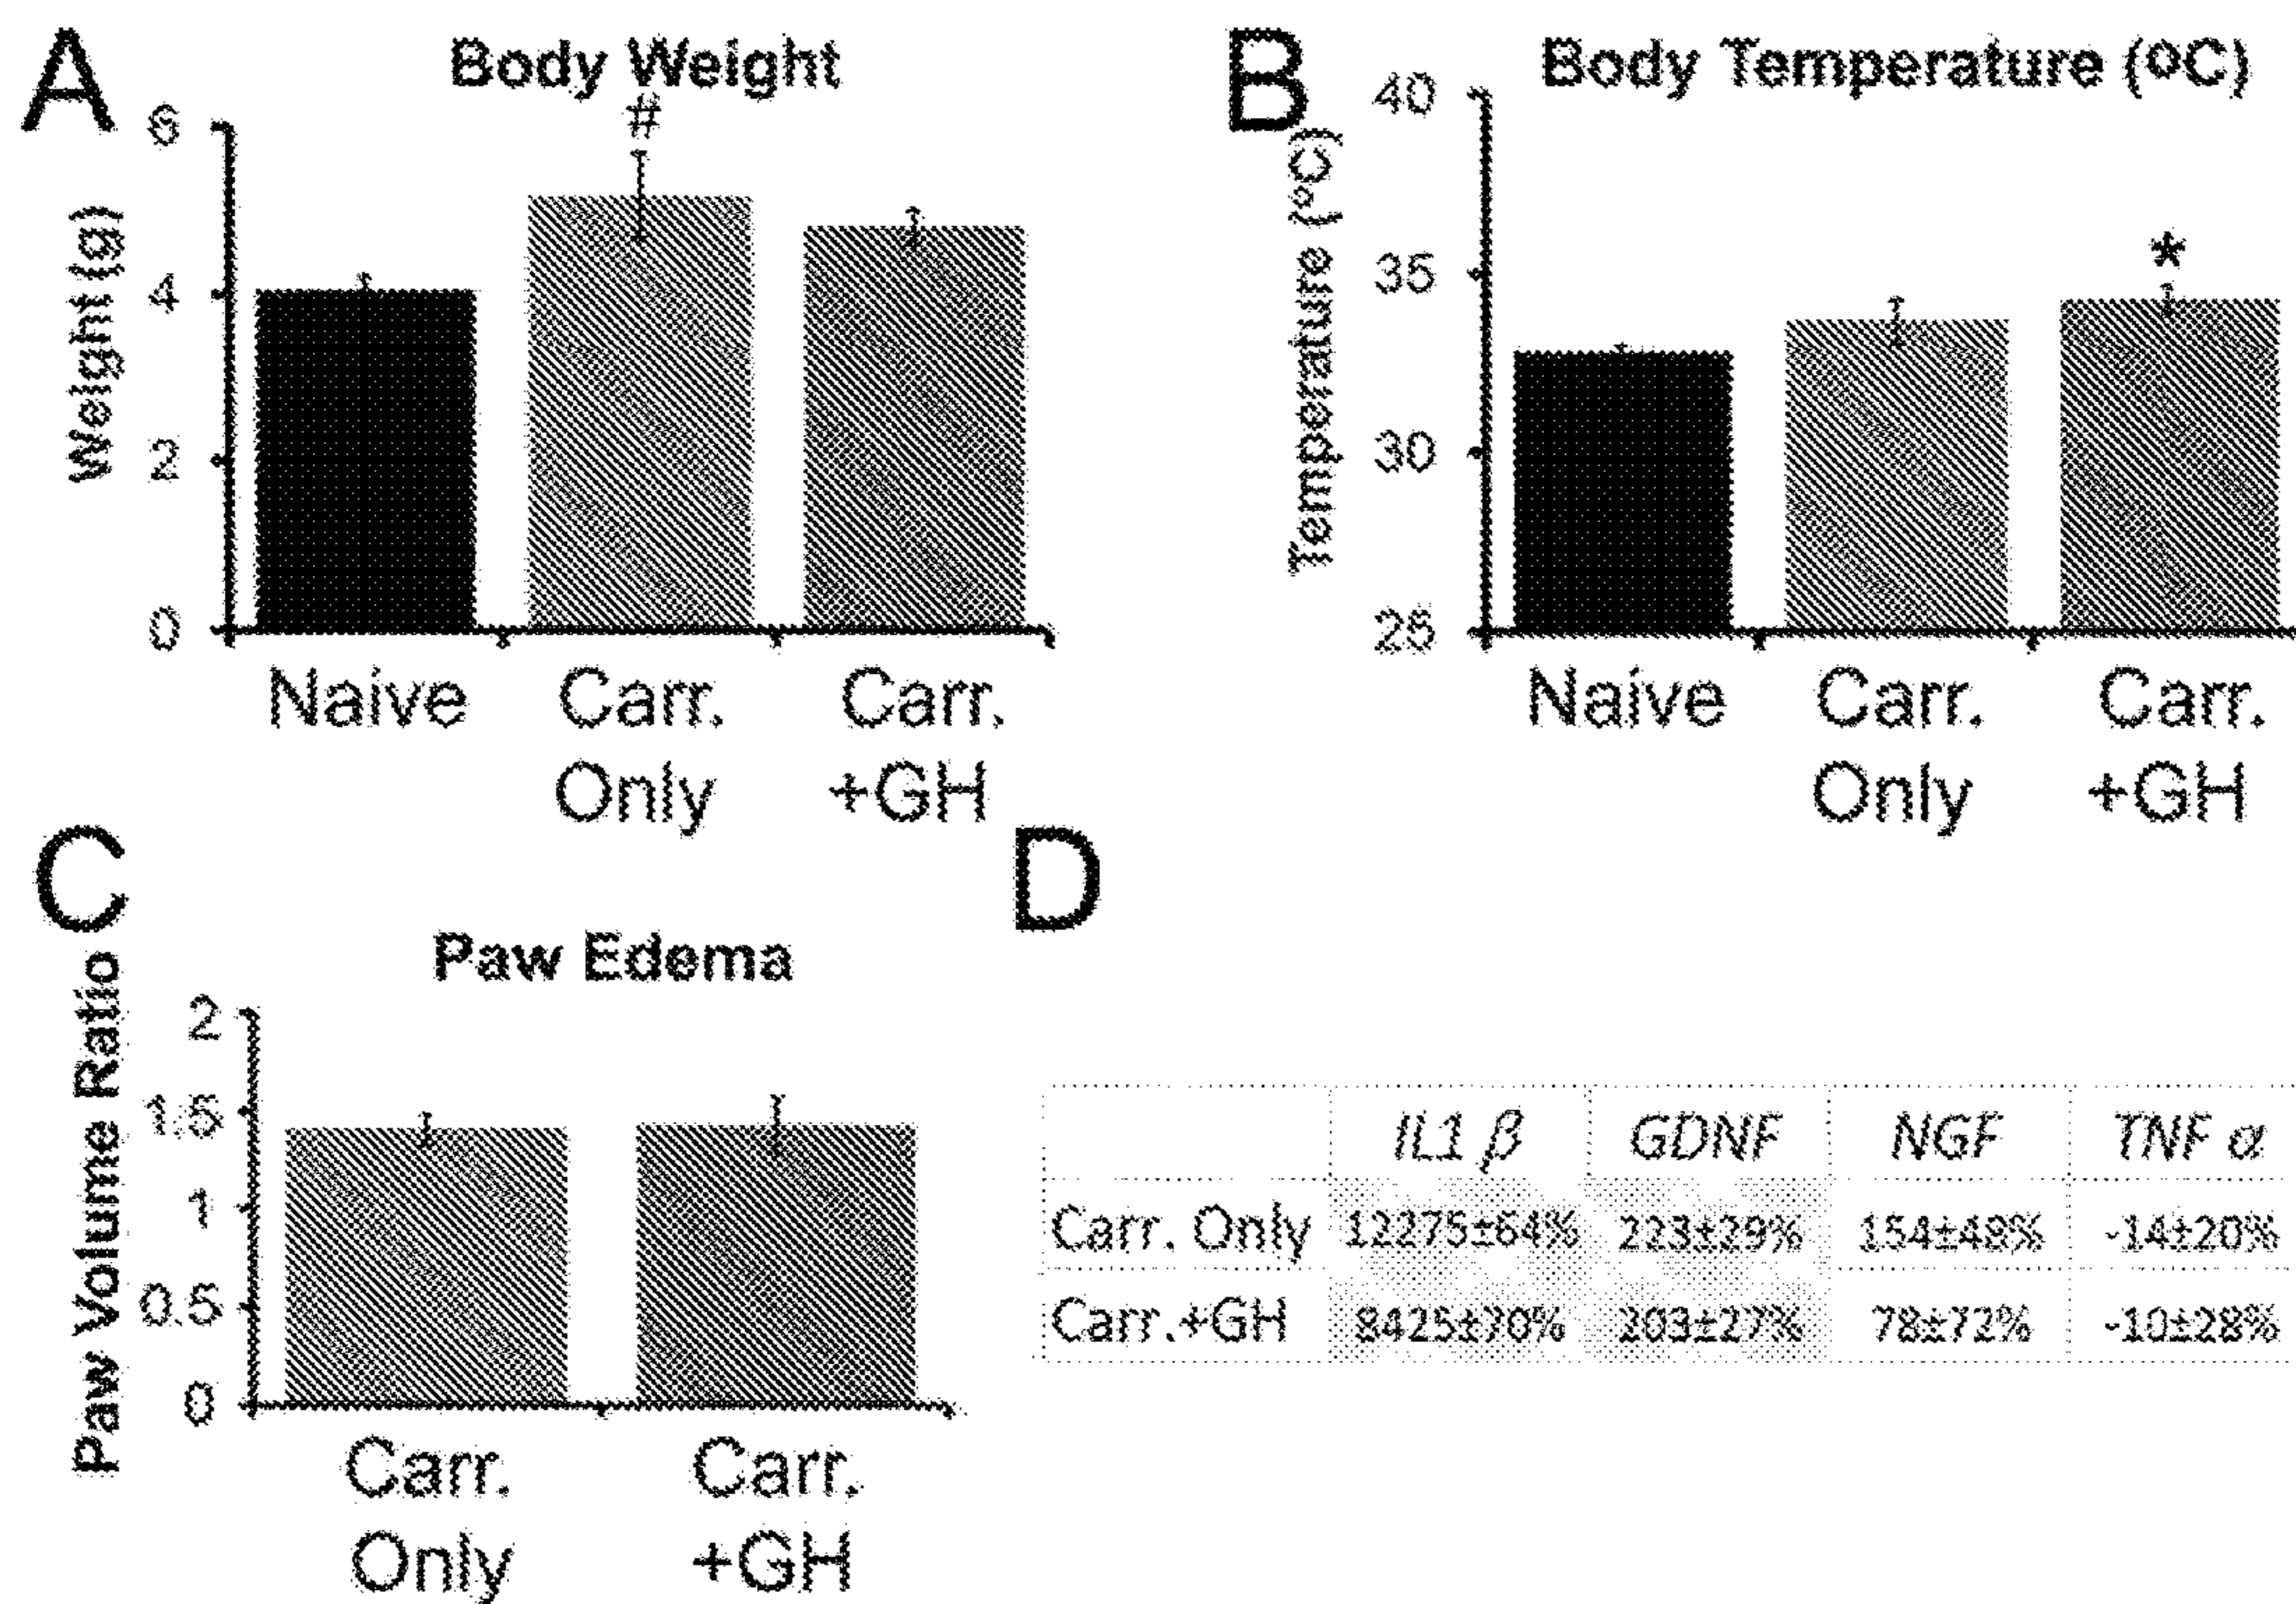 A
Body Weight
#
6
4
2
0
Weight (g)
Naive
Carr.
Only
Carr.
+GH
B
Body Temperature (ºC)
40
35
30
25
Temperature (°C)
*
Naive
Carr.
Only
Carr.
+GH
C
Paw Edema
2
1.5
1
0.5
0
Paw Volume Ratio
Carr.
Only
Carr.
+GH
D
IL1 β GDNF NGF TNF α
Carr. Only 12275±64% 223±29% 154±48% -14±20%
Carr.+GH 8425±70% 203±27% 78±72% -10±28%